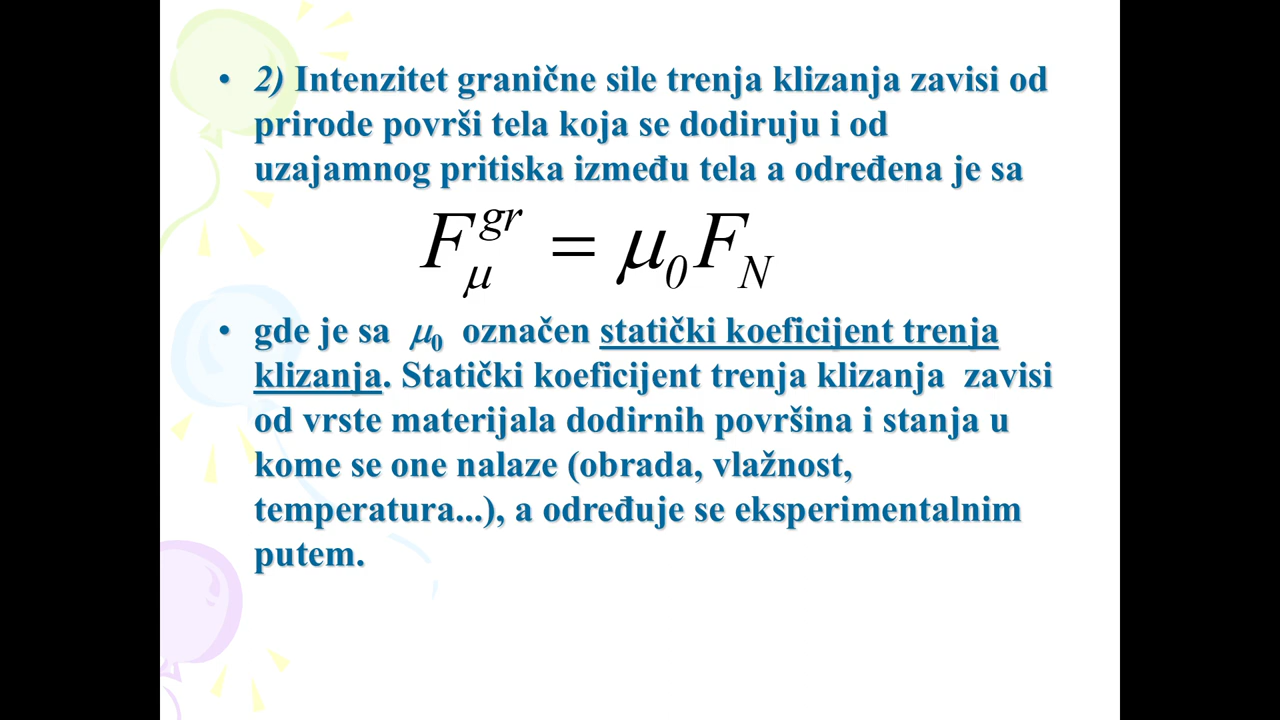 • 2) Intenzitet granične sile trenja klizanja zavisi od
prirode površi tela koja se dodiruju i od
uzajamnog pritiska između tela a određena je sa
F_μ^gr = μ_0 F_N
• gde je sa μ_0 označen statički koeficijent trenja
klizanja. Statički koeficijent trenja klizanja zavisi
od vrste materijala dodirnih površina i stanja u
kome se one nalaze (obrada, vlažnost,
temperatura...), a određuje se eksperimentalnim
putem.